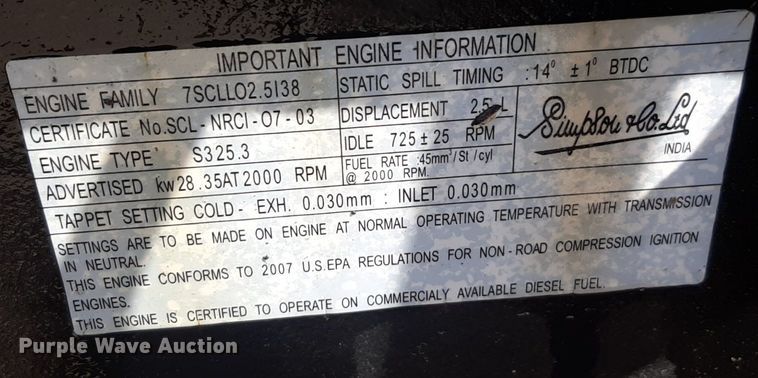 IMPORTANT ENGINE INFORMATION
ENGINE FAMILY 7SCLL02.5I38
STATIC SPILL TIMING :14° ±1° BTDC
CERTIFICATE No.SCL-NRCI-07-03
DISPLACEMENT 2.5 L
ENGINE TYPE S325.3
IDLE 725±25 RPM
ADVERTISED kw28.35AT2000 RPM
FUEL RATE :45mm³/St /cyl
@ 2000 RPM.
Simpson & Co.Ltd
INDIA
TAPPET SETTING COLD- EXH. 0.030mm : INLET 0.030mm
SETTINGS ARE TO BE MADE ON ENGINE AT NORMAL OPERATING TEMPERATURE WITH TRANSMISSION
IN NEUTRAL.
THIS ENGINE CONFORMS TO 2007 U.S.EPA REGULATIONS FOR NON-ROAD COMPRESSION IGNITION
ENGINES.
THIS ENGINE IS CERTIFIED TO OPERATE ON COMMERCIALY AVAILABLE DIESEL FUEL.
Purple Wave Auction